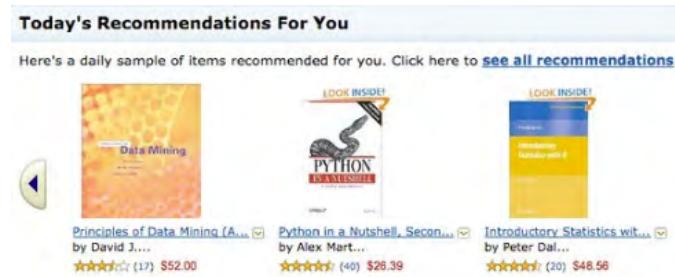 Today's Recommendations For You
Here's a daily sample of items recommended for you. Click here to see all recommendations
LOOK INSIDE!
LOOK INSIDE!
Data Mining
PYTHON
IN A NUTSHELL
Introductory
Statistics with R
Principles of Data Mining (A...
by David J....
(17) $52.00
Python in a Nutshell, Secon...
by Alex Mart...
(40) $26.39
Introductory Statistics wit...
by Peter Dal...
(20) $48.56